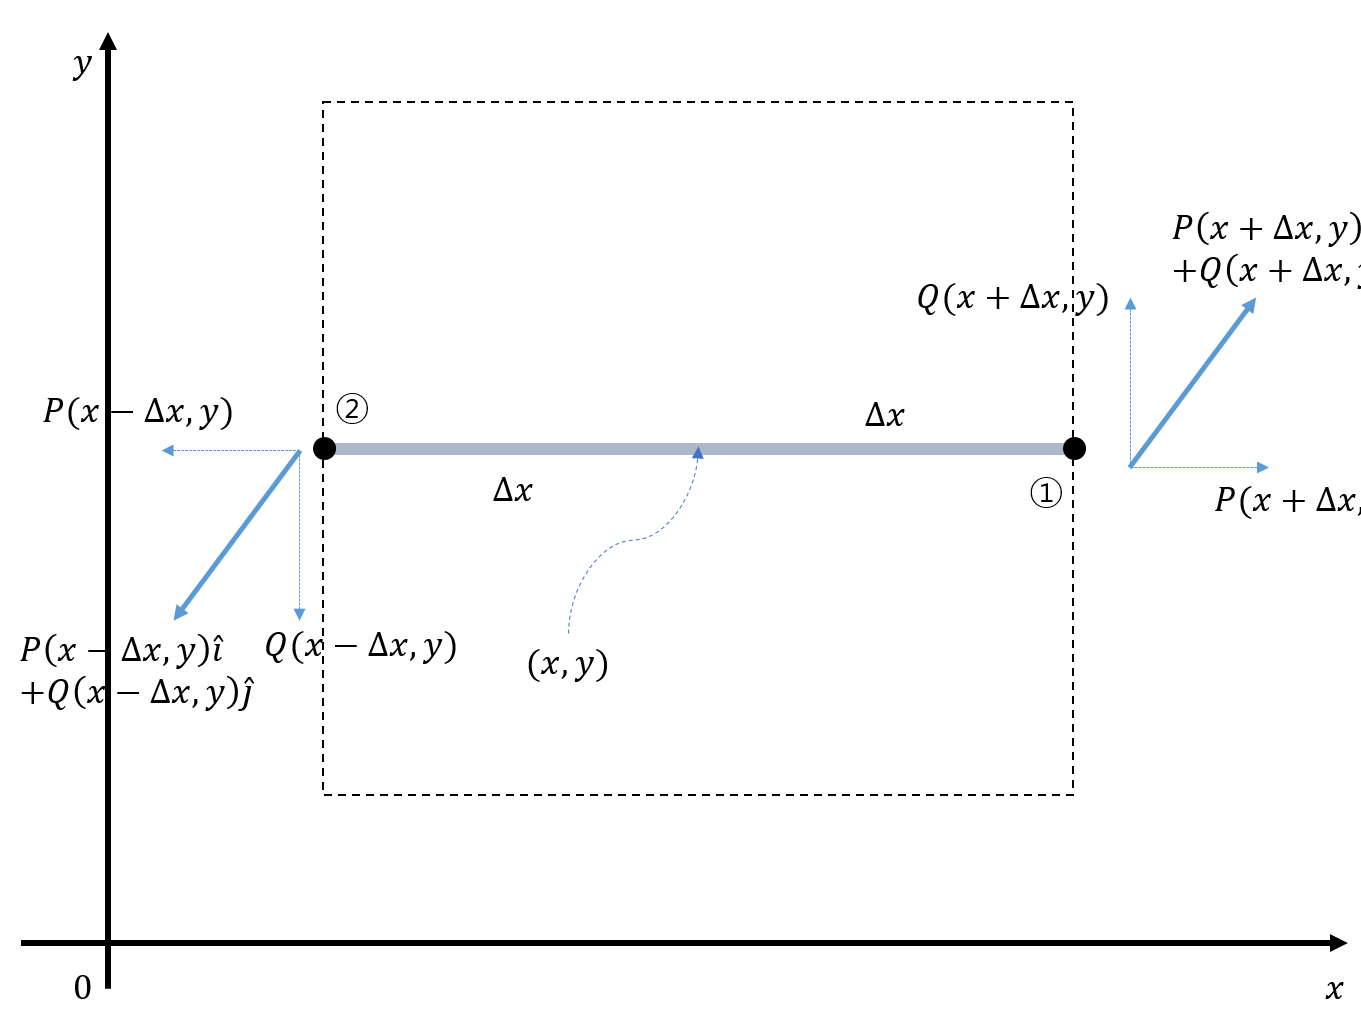 y
P(x + Δx, y)
+Q(x + Δx,
Q(x + Δx, y)
P(x − Δx, y)
②
Δx
Δx
①
P(x + Δx,
P(x − Δx, y)î
+Q(x − Δx, y)ĵ
Q(x − Δx, y)
(x, y)
0
x